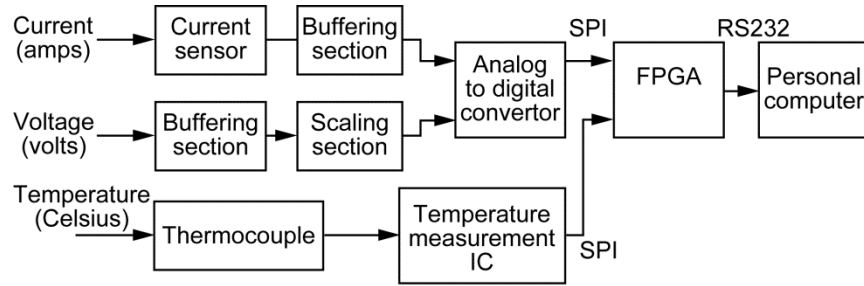 Current
(amps)
Current
sensor
Buffering
section
Analog
to digital
convertor
SPI
FPGA
RS232
Personal
computer
Voltage
(volts)
Buffering
section
Scaling
section
Temperature
(Celsius)
Thermocouple
Temperature
measurement
IC
SPI